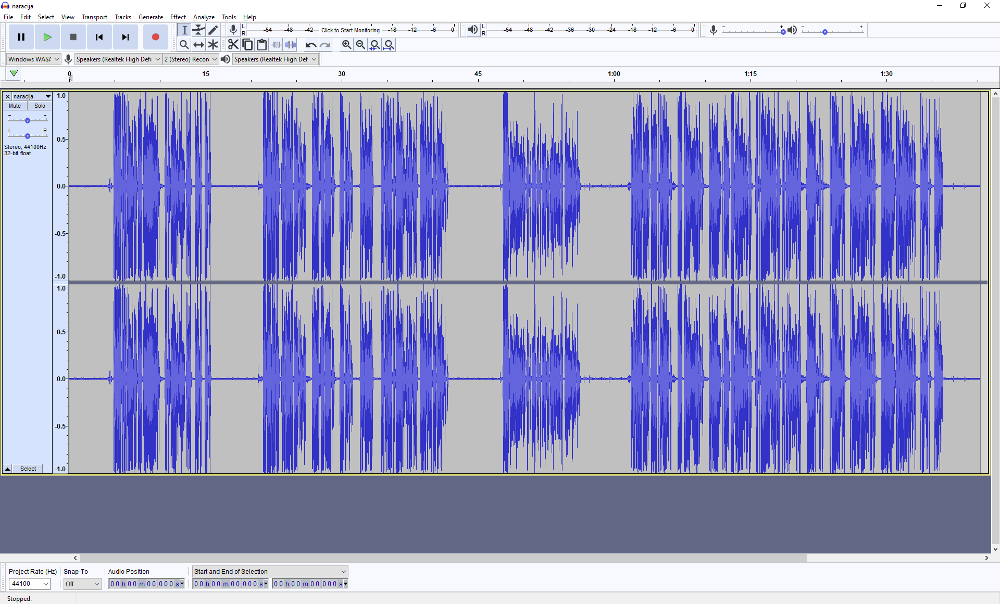 naracija
File Edit Select View Transport Tracks Generate Effect Analyze Tools Help
L R -54 -48 -42 Click to Start Monitoring -18 -12 -6 0 L R -54 -48 -42 -36 -30 -24 -18 -12 -6 0 - + - +
Windows WASA Speakers (Realtek High Defi 2 (Stereo) Recor Speakers (Realtek High Def
0 15 30 45 1:00 1:15 1:30
naracija 1.0
Mute Solo
- +
L R
0.5
Stereo, 44100Hz
32-bit float
0.0
-0.5
-1.0
1.0
0.5
0.0
-0.5
Select -1.0
Project Rate (Hz) Snap-To Audio Position Start and End of Selection
44100 Off 00 h 00 m 00.000 s 00 h 00 m 00.000 s 00 h 00 m 00.000 s
Stopped.